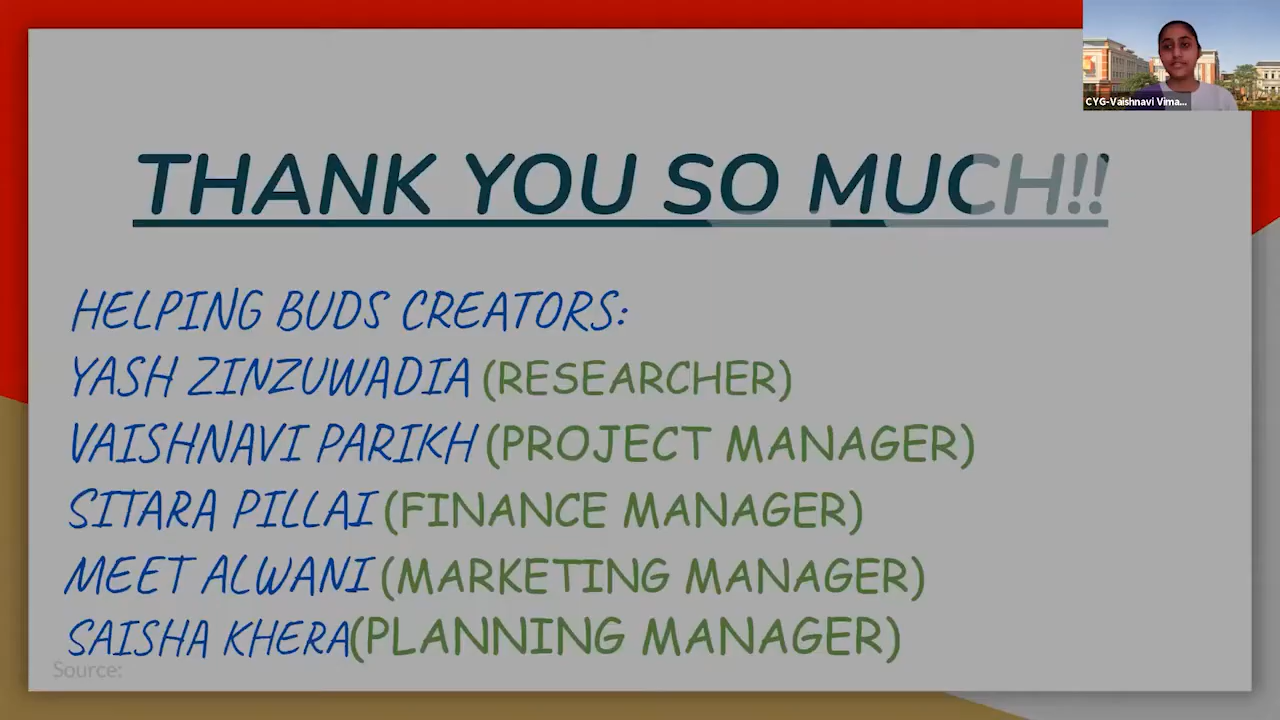 CYG-Vaishnavi Vima...
THANK YOU SO MUCH!!
HELPING BUDS CREATORS:
YASH ZINZUWADIA (RESEARCHER)
VAISHNAVI PARIKH (PROJECT MANAGER)
SITARA PILLAI (FINANCE MANAGER)
MEET ALWANI (MARKETING MANAGER)
SAISHA KHERA(PLANNING MANAGER)
Source: